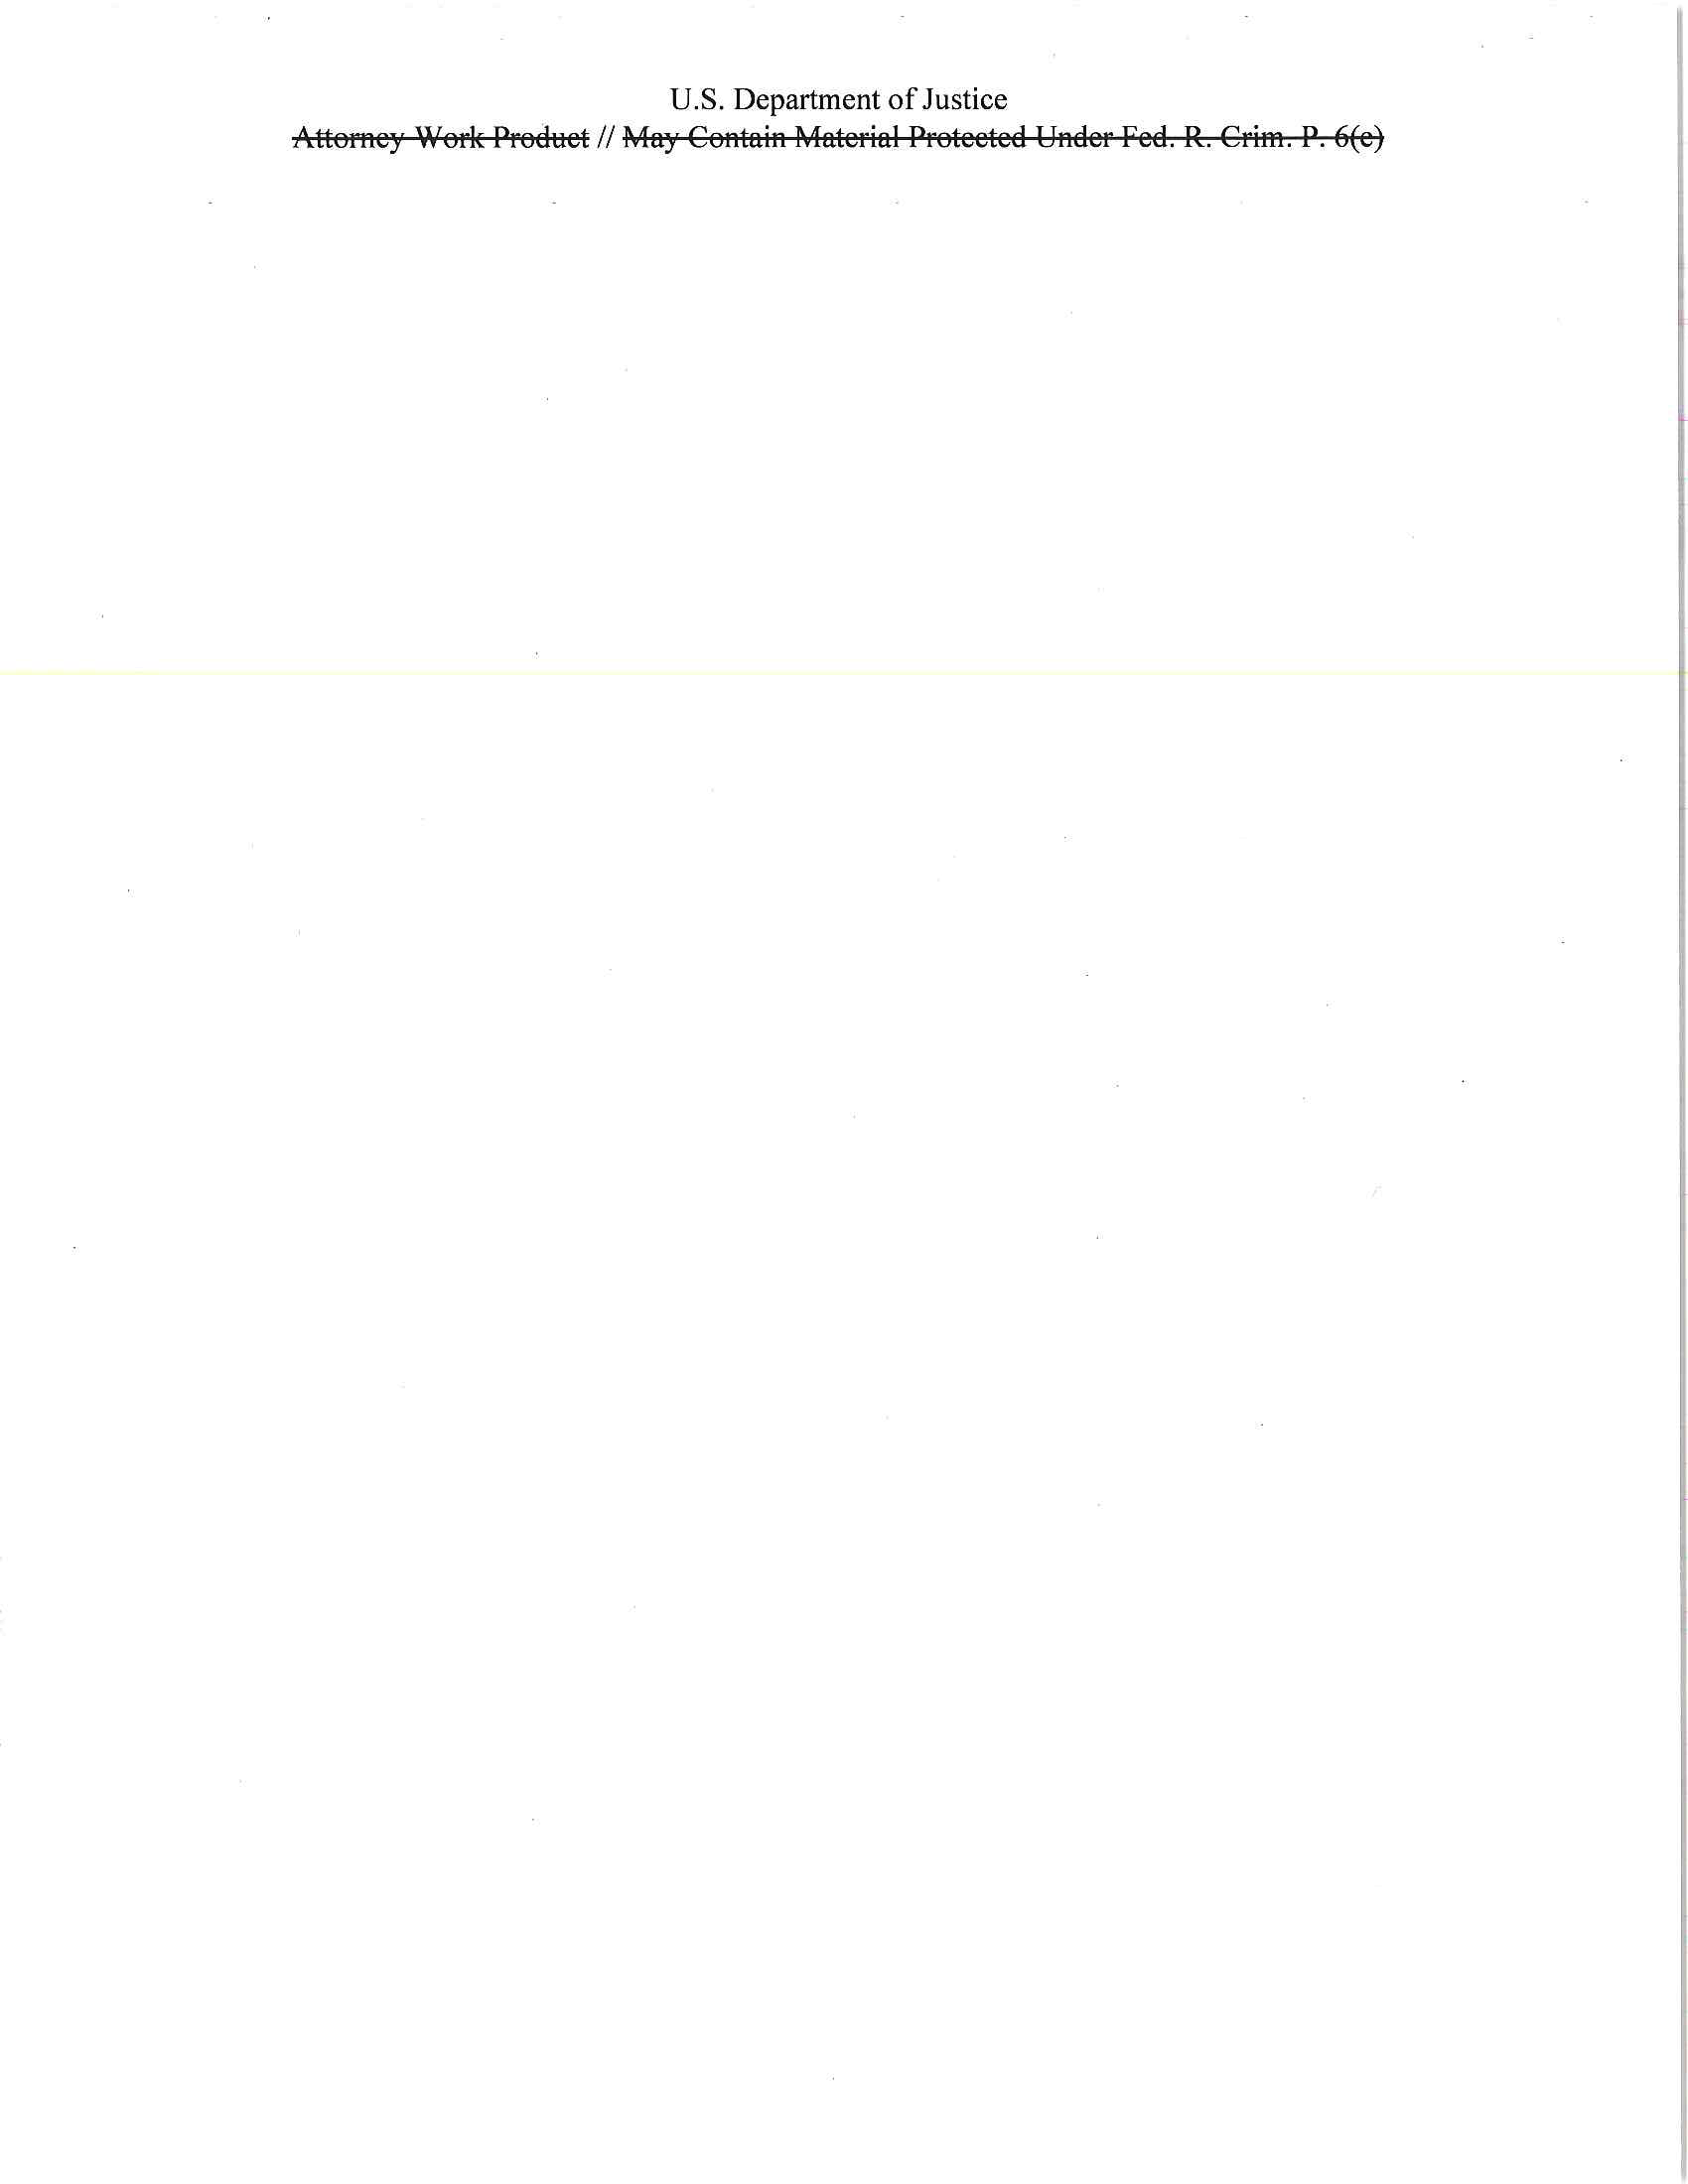 U.S. Department of Justice
Attorney Work Product // May Contain Material Protected Under Fed. R. Crim. P. 6(e)